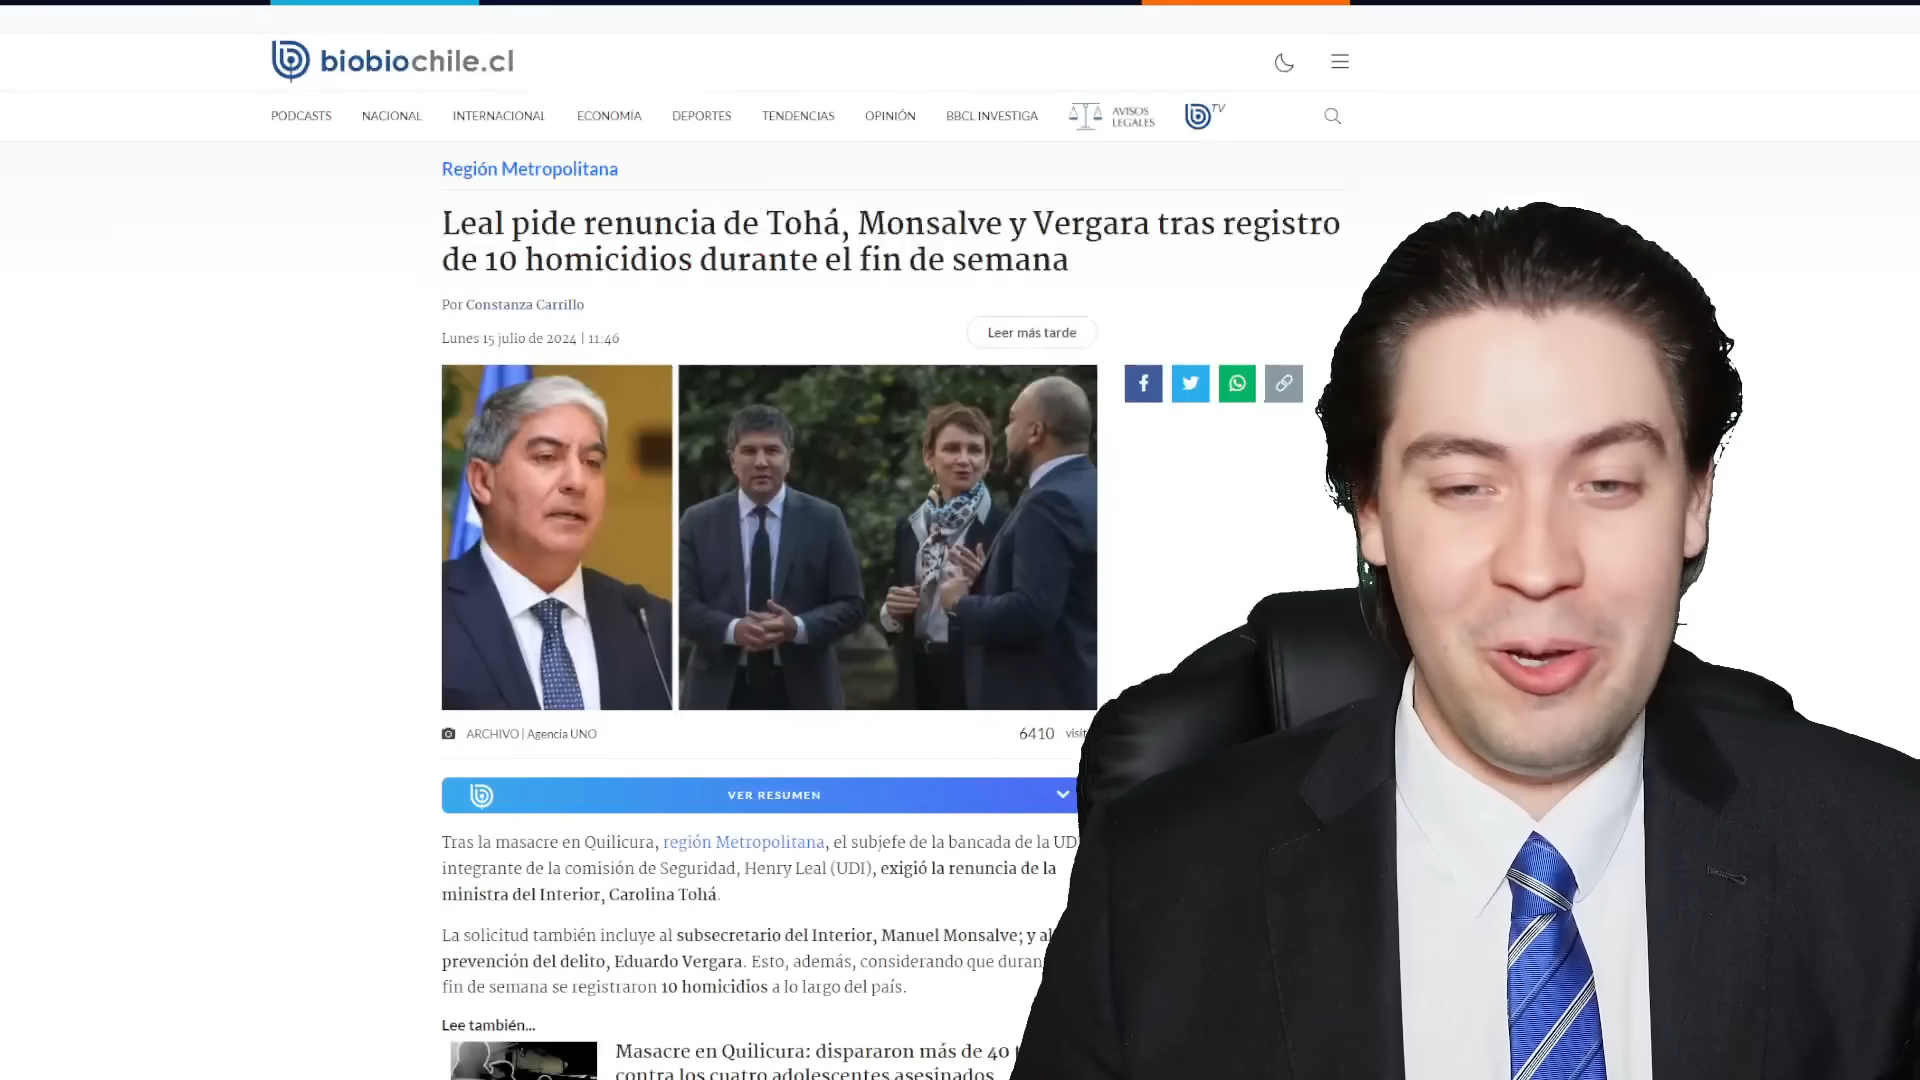 biobiochile.cl
PODCASTS NACIONAL INTERNACIONAL ECONOMÍA DEPORTES TENDENCIAS OPINIÓN BBCL INVESTIGA AVISOS LEGALES TV
Región Metropolitana
Leal pide renuncia de Tohá, Monsalve y Vergara tras registro
de 10 homicidios durante el fin de semana
Por Constanza Carrillo
Lunes 15 julio de 2024 | 11:46
Leer más tarde
ARCHIVO | Agencia UNO
6410
VER RESUMEN
Tras la masacre en Quilicura, región Metropolitana, el subjefe de la bancada de la
integrante de la comisión de Seguridad, Henry Leal (UDI), exigió la renuncia de la
ministra del Interior, Carolina Tohá.
La solicitud también incluye al subsecretario del Interior, Manuel Monsalve; y al
prevención del delito, Eduardo Vergara. Esto, además, considerando que
fin de semana se registraron 10 homicidios a lo largo del país.
Lee también...
Masacre en Quilicura: dispararon más de 40
contra los cuatro adolescentes asesinados